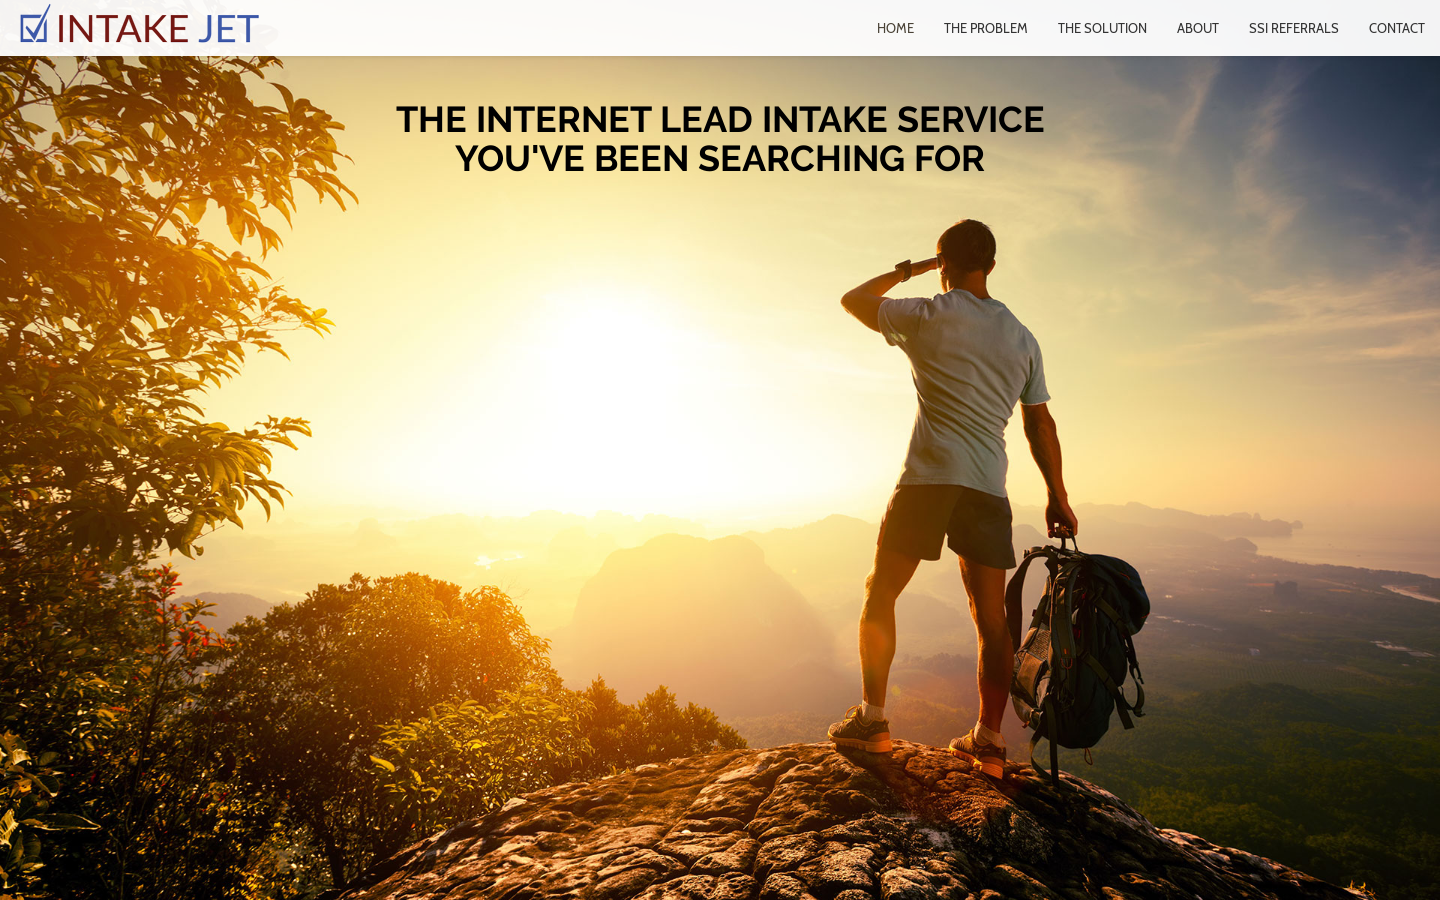 INTAKE JET
HOME THE PROBLEM THE SOLUTION ABOUT SSI REFERRALS CONTACT
THE INTERNET LEAD INTAKE SERVICE
YOU'VE BEEN SEARCHING FOR